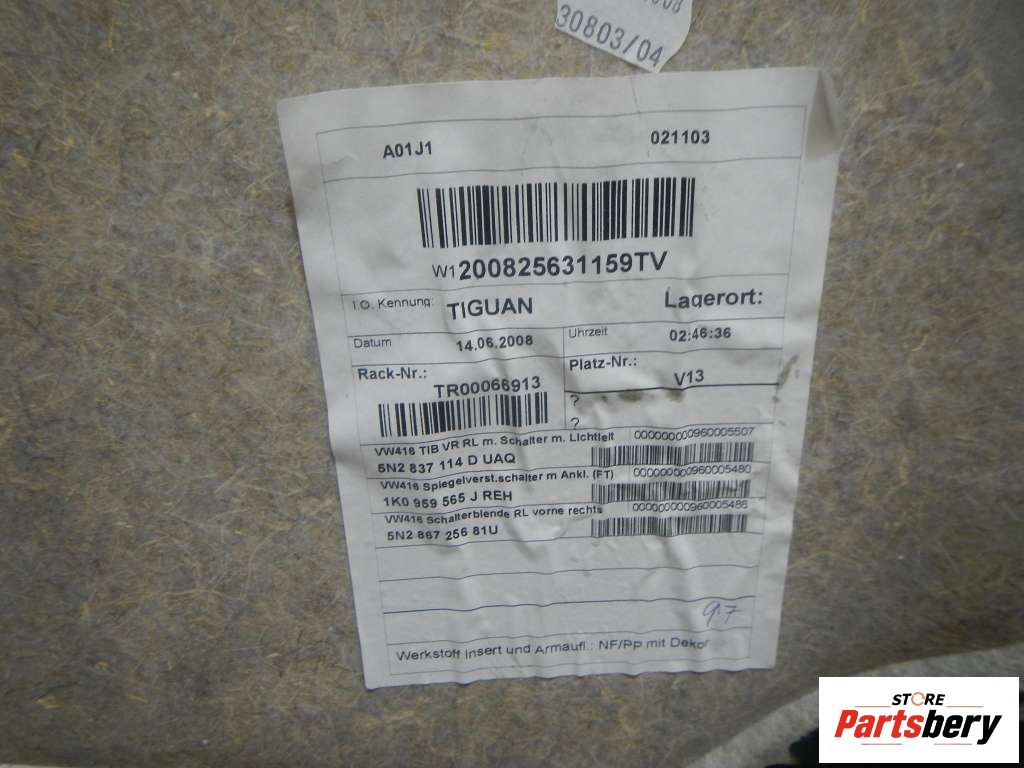 30803/04
A01J1 021103
W1200825631159TV
I.O. Kennung: TIGUAN Lagerort:
Datum 14.06.2008 Uhrzeit 02:46:36
Rack-Nr.: TR00066913 Platz-Nr.: V13
?
?
VW416 TIB VR RL m. Schalter m. Lichtleit 000000000960005507
5N2 837 114 D UAQ
VW416 Spiegelverst.schalter m Ankl. (FT) 000000000960005480
1K0 959 565 J REH
VW416 Schalterblende RL vorne rechts 000000000960005486
5N2 867 256 81U
9.7
Werkstoff Insert und Armaufl.: NF/Pp mit Dekor
STORE
Partsbery